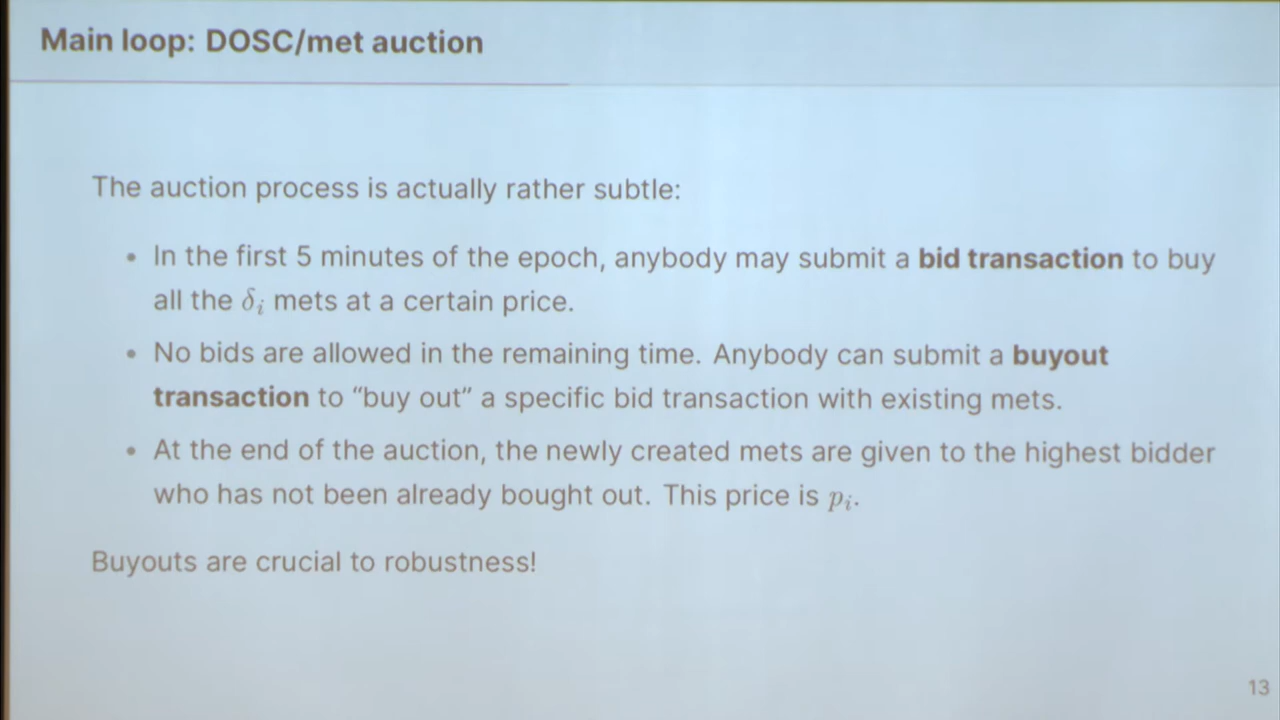 Main loop: DOSC/met auction
The auction process is actually rather subtle:
• In the first 5 minutes of the epoch, anybody may submit a bid transaction to buy
all the δᵢ mets at a certain price.
• No bids are allowed in the remaining time. Anybody can submit a buyout
transaction to “buy out” a specific bid transaction with existing mets.
• At the end of the auction, the newly created mets are given to the highest bidder
who has not been already bought out. This price is pᵢ.
Buyouts are crucial to robustness!
13